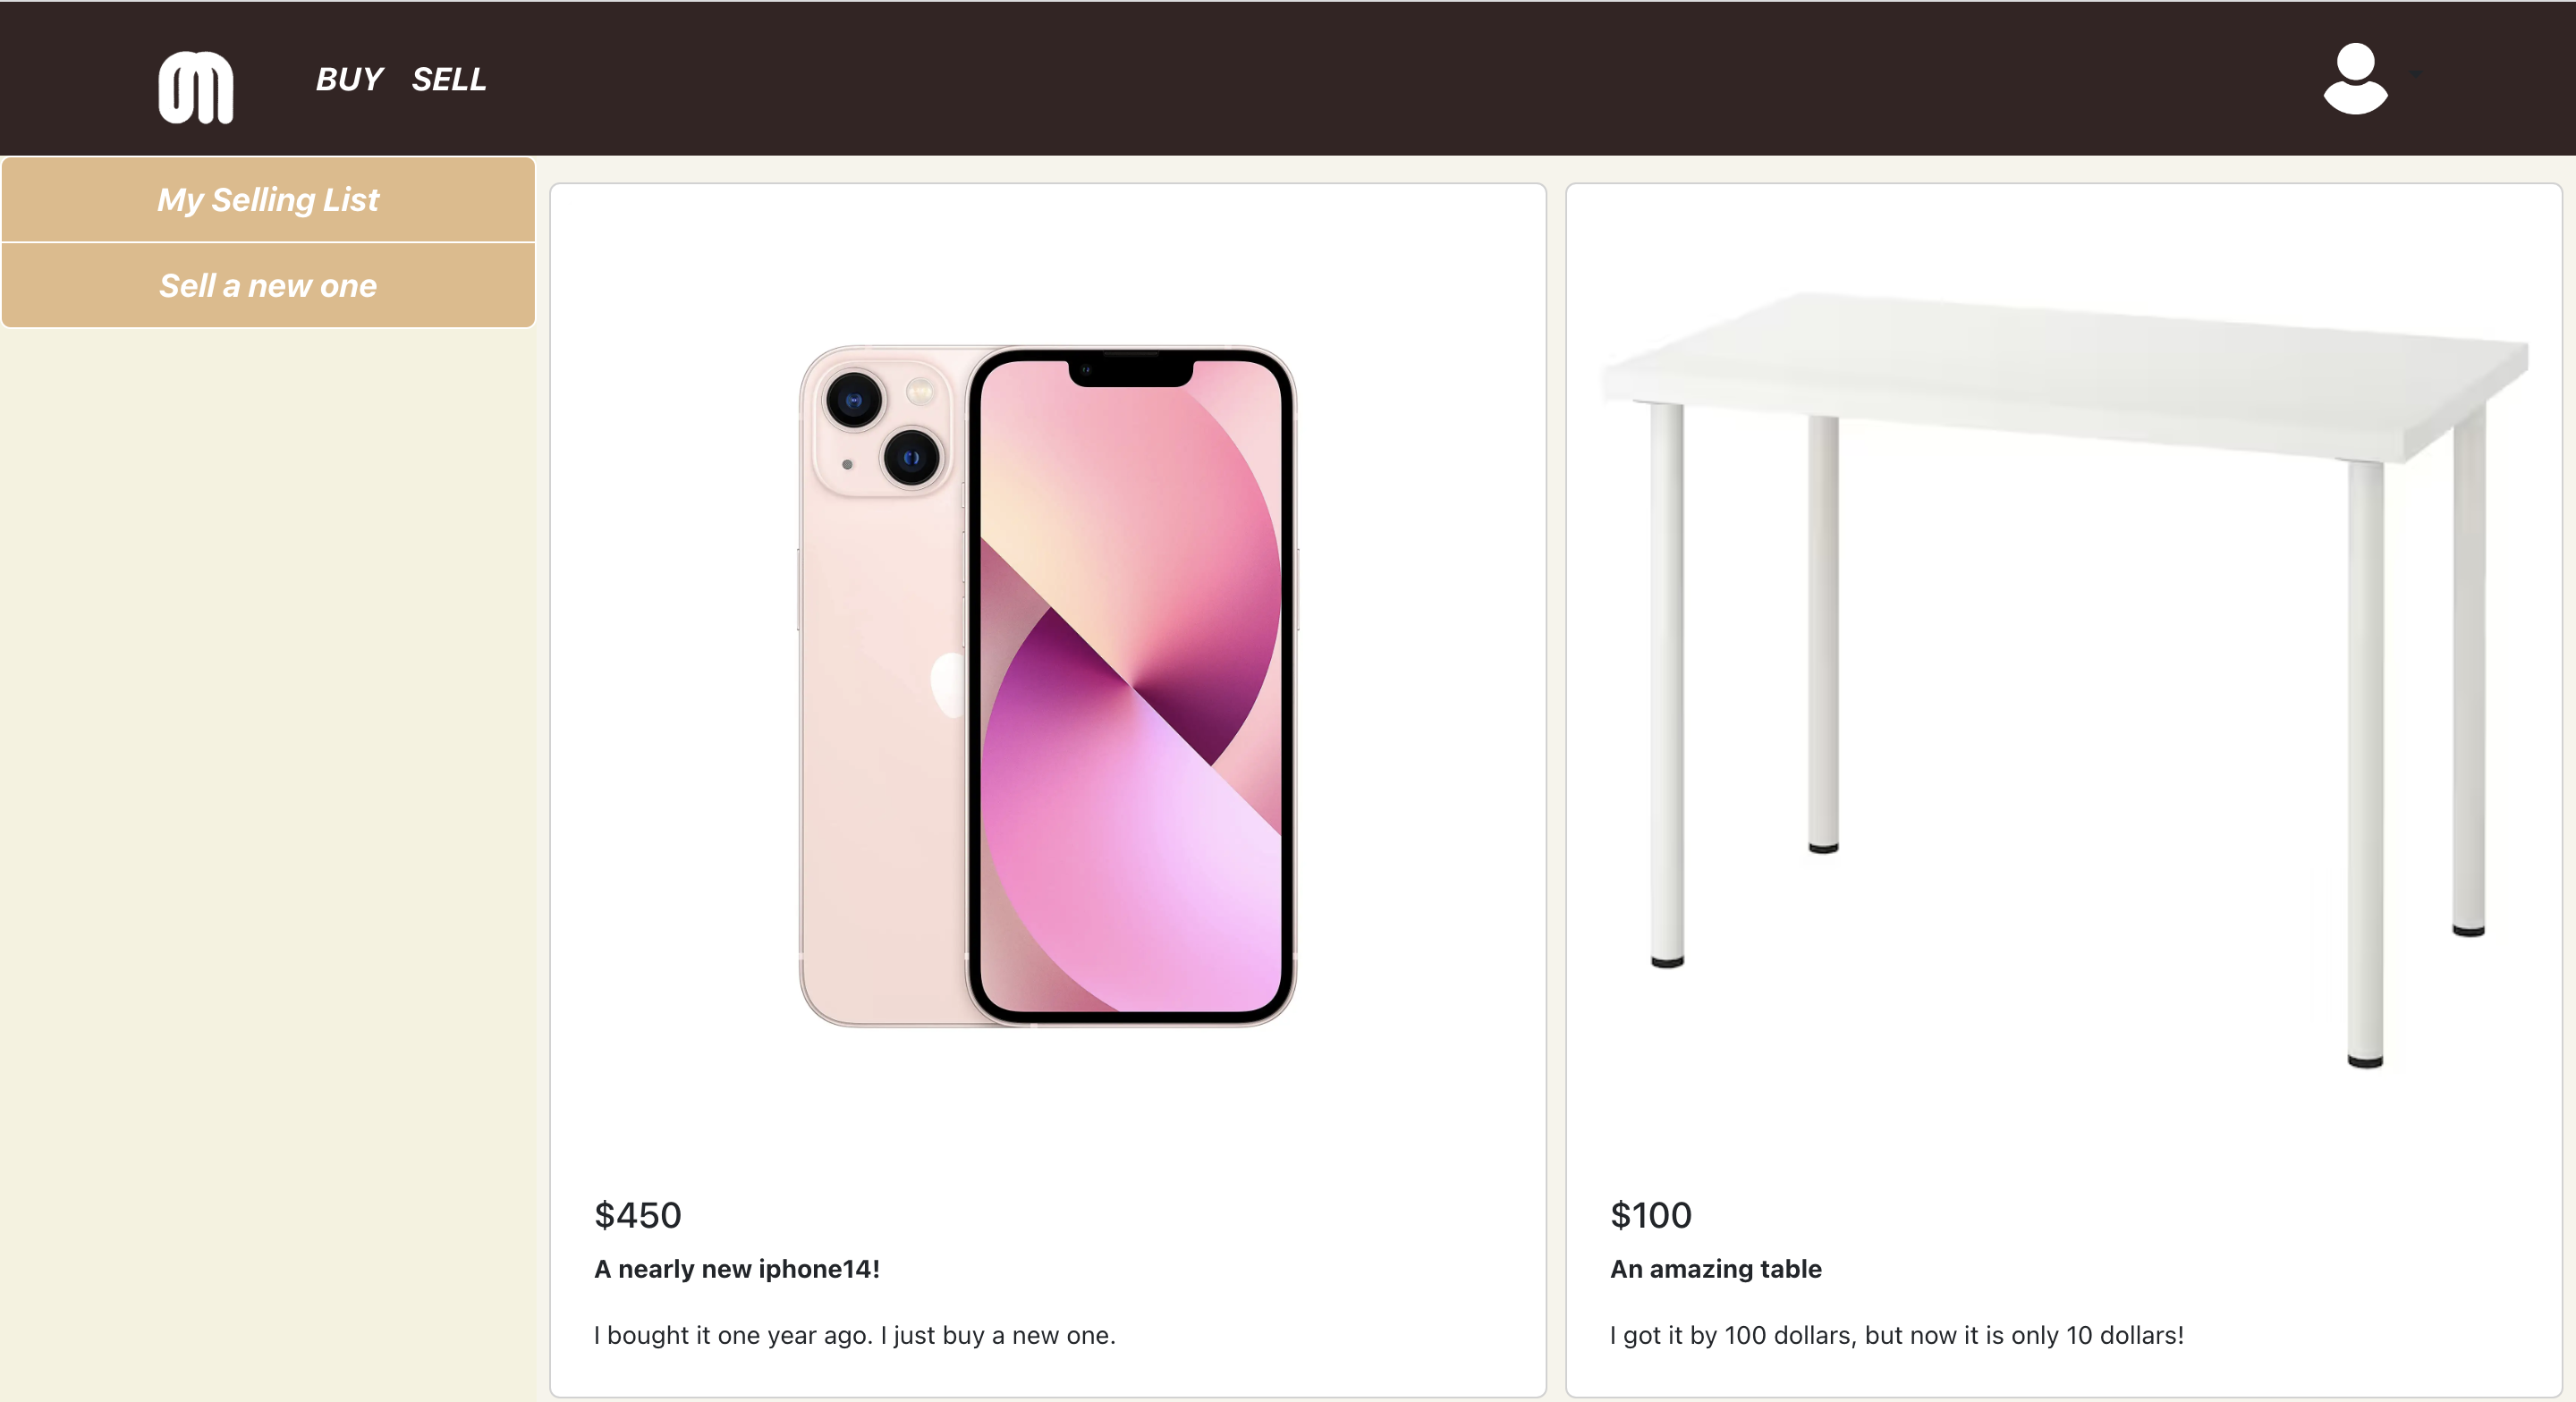 BUY SELL
My Selling List
Sell a new one
$450
A nearly new iphone14!
I bought it one year ago. I just buy a new one.
$100
An amazing table
I got it by 100 dollars, but now it is only 10 dollars!